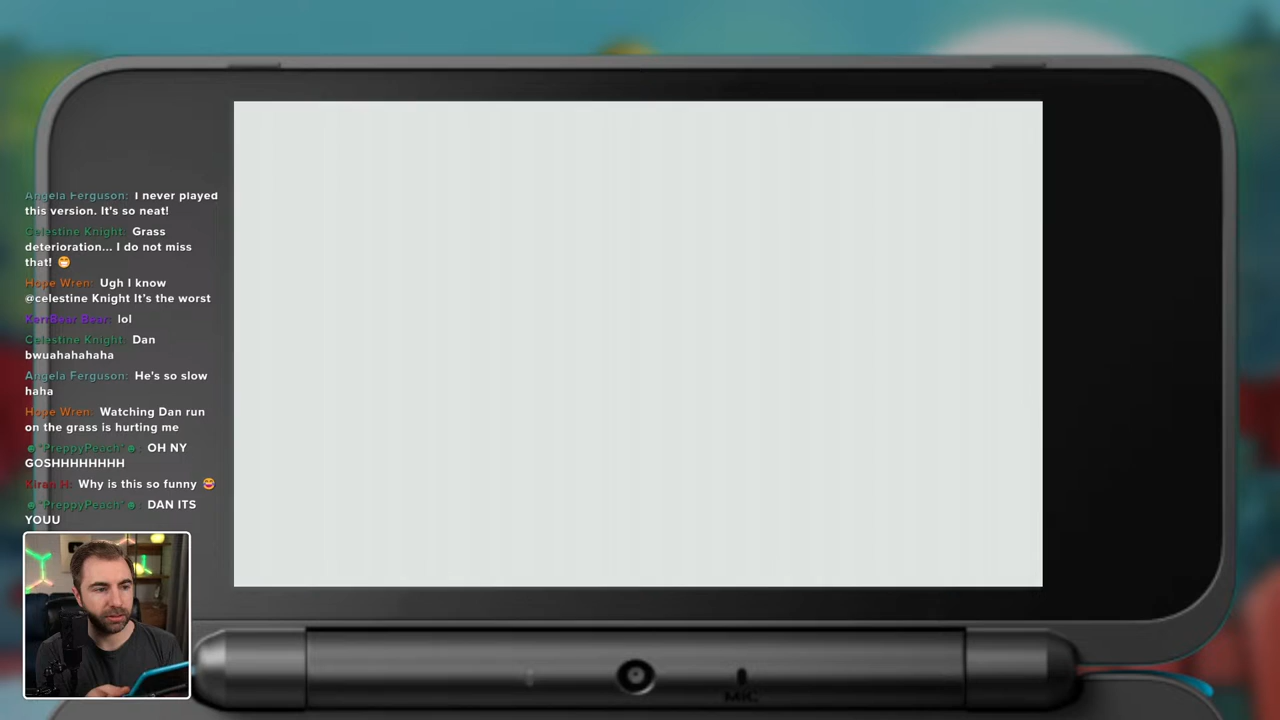 Angela Ferguson: I never played
this version. It's so neat!
Celestine Knight: Grass
deterioration... I do not miss
that! 😁
Hope Wren: Ugh I know
@celestine Knight It's the worst
KerrBear Bear: lol
Celestine Knight: Dan
bwuahahahaha
Angela Ferguson: He's so slow
haha
Hope Wren: Watching Dan run
on the grass is hurting me
☻*PreppyPeach*☻: OH NY
GOSHHHHHHHH
Kiran H: Why is this so funny 😂
☻*PreppyPeach*☻: DAN ITS
YOUU
MIC